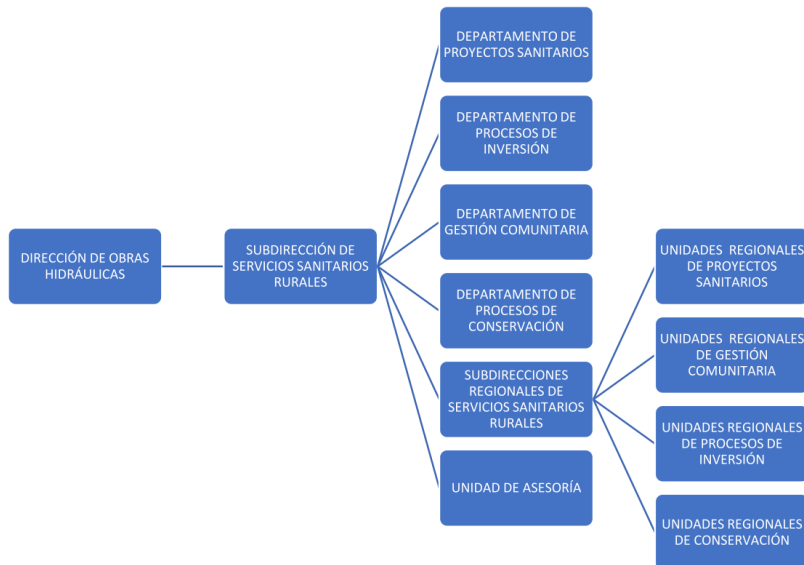 DIRECCIÓN DE OBRAS
HIDRÁULICAS
SUBDIRECCIÓN DE
SERVICIOS SANITARIOS
RURALES
DEPARTAMENTO DE
PROYECTOS SANITARIOS
DEPARTAMENTO DE
PROCESOS DE
INVERSIÓN
DEPARTAMENTO DE
GESTIÓN COMUNITARIA
DEPARTAMENTO DE
PROCESOS DE
CONSERVACIÓN
SUBDIRECCIONES
REGIONALES DE
SERVICIOS SANITARIOS
RURALES
UNIDAD DE ASESORÍA
UNIDADES REGIONALES
DE PROYECTOS
SANITARIOS
UNIDADES REGIONALES
DE GESTIÓN
COMUNITARIA
UNIDADES REGIONALES
DE PROCESOS DE
INVERSIÓN
UNIDADES REGIONALES
DE CONSERVACIÓN